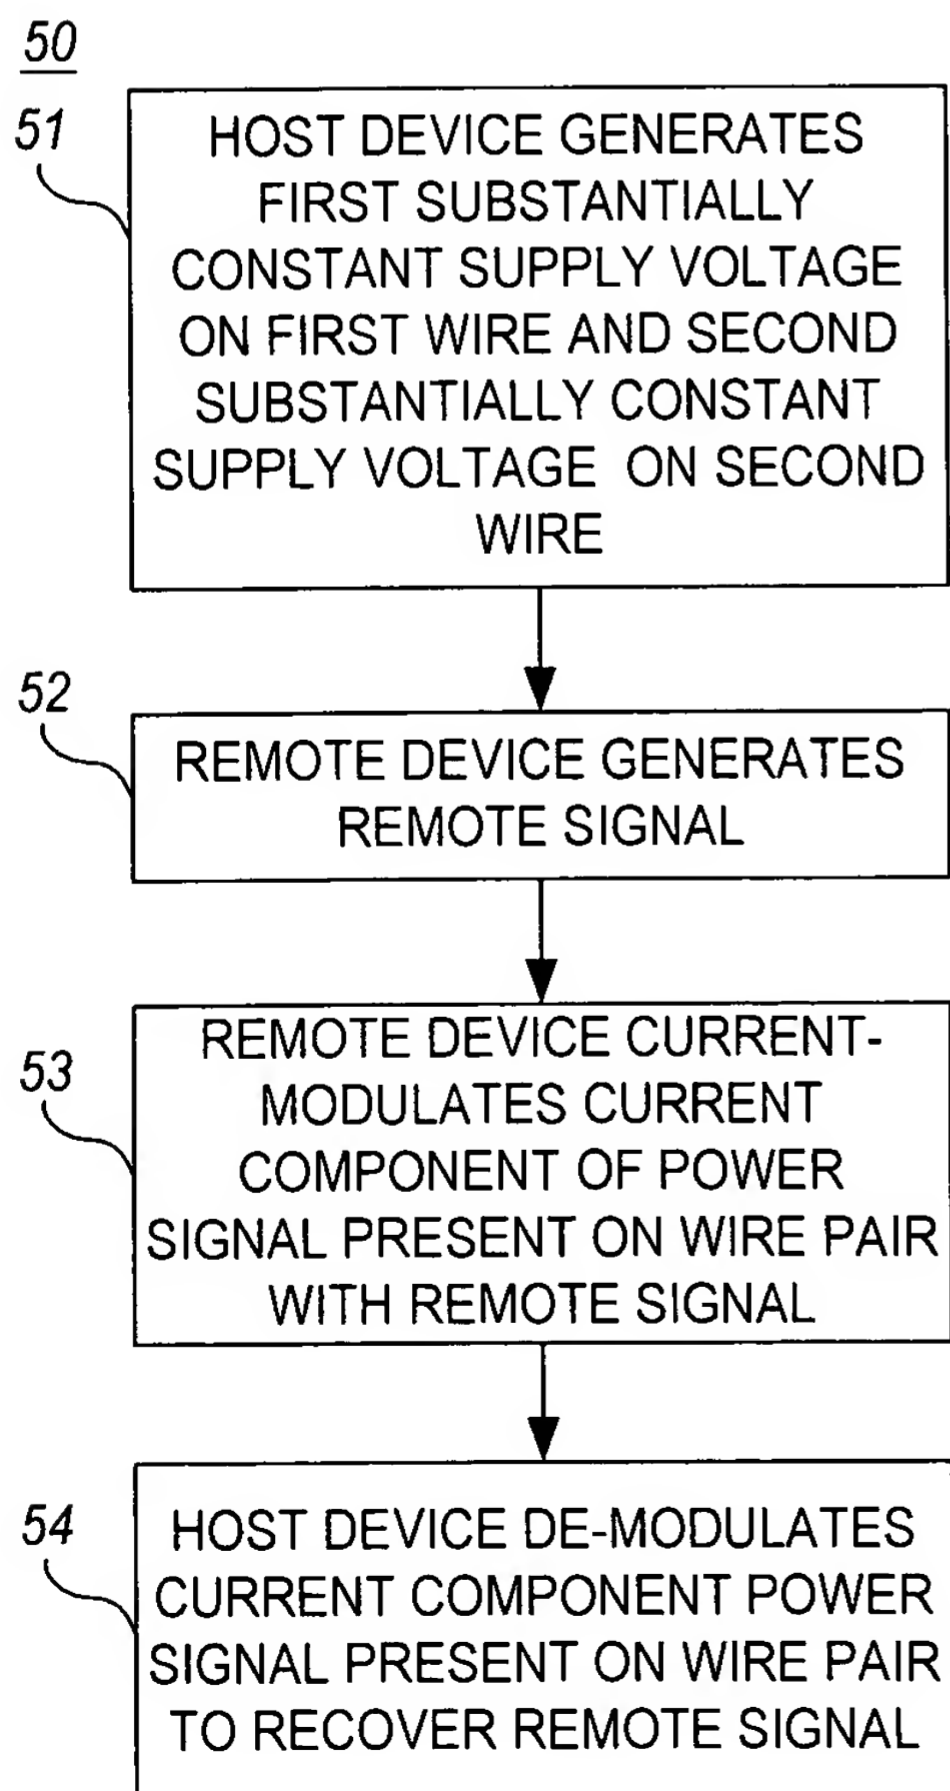 50
51
HOST DEVICE GENERATES
FIRST SUBSTANTIALLY
CONSTANT SUPPLY VOLTAGE
ON FIRST WIRE AND SECOND
SUBSTANTIALLY CONSTANT
SUPPLY VOLTAGE ON SECOND
WIRE
52
REMOTE DEVICE GENERATES
REMOTE SIGNAL
53
REMOTE DEVICE CURRENT-
MODULATES CURRENT
COMPONENT OF POWER
SIGNAL PRESENT ON WIRE PAIR
WITH REMOTE SIGNAL
54
HOST DEVICE DE-MODULATES
CURRENT COMPONENT POWER
SIGNAL PRESENT ON WIRE PAIR
TO RECOVER REMOTE SIGNAL